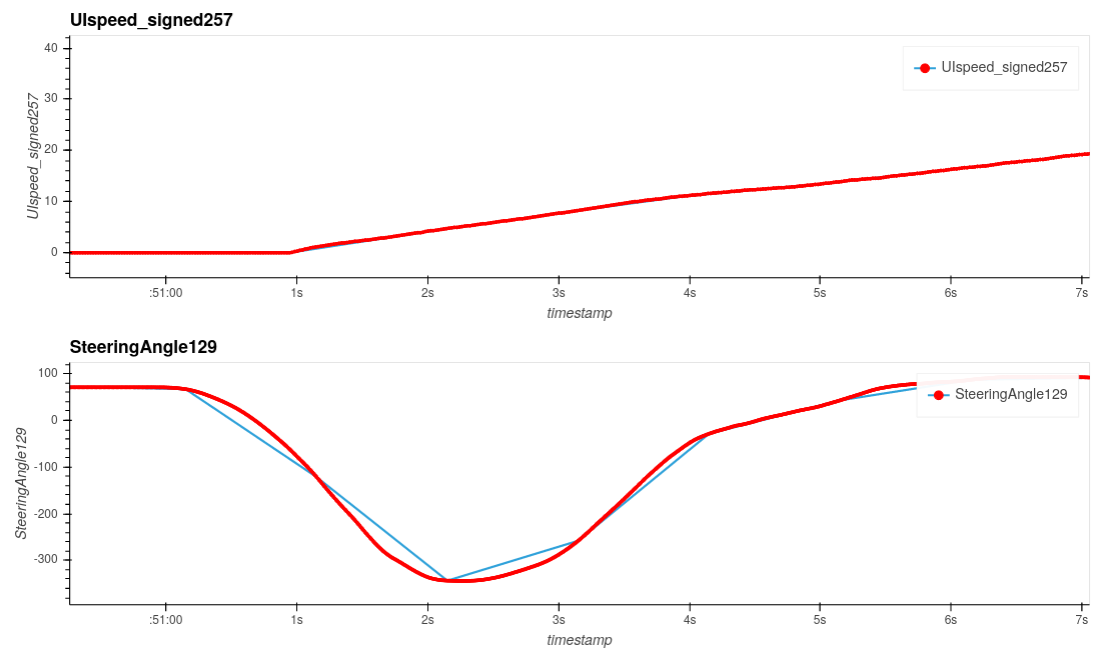 UIspeed_signed257
40
30
20
10
0
UIspeed_signed257
UIspeed_signed257
:51:00 1s 2s 3s 4s 5s 6s 7s
timestamp
SteeringAngle129
100
0
-100
-200
-300
SteeringAngle129
SteeringAngle129
:51:00 1s 2s 3s 4s 5s 6s 7s
timestamp